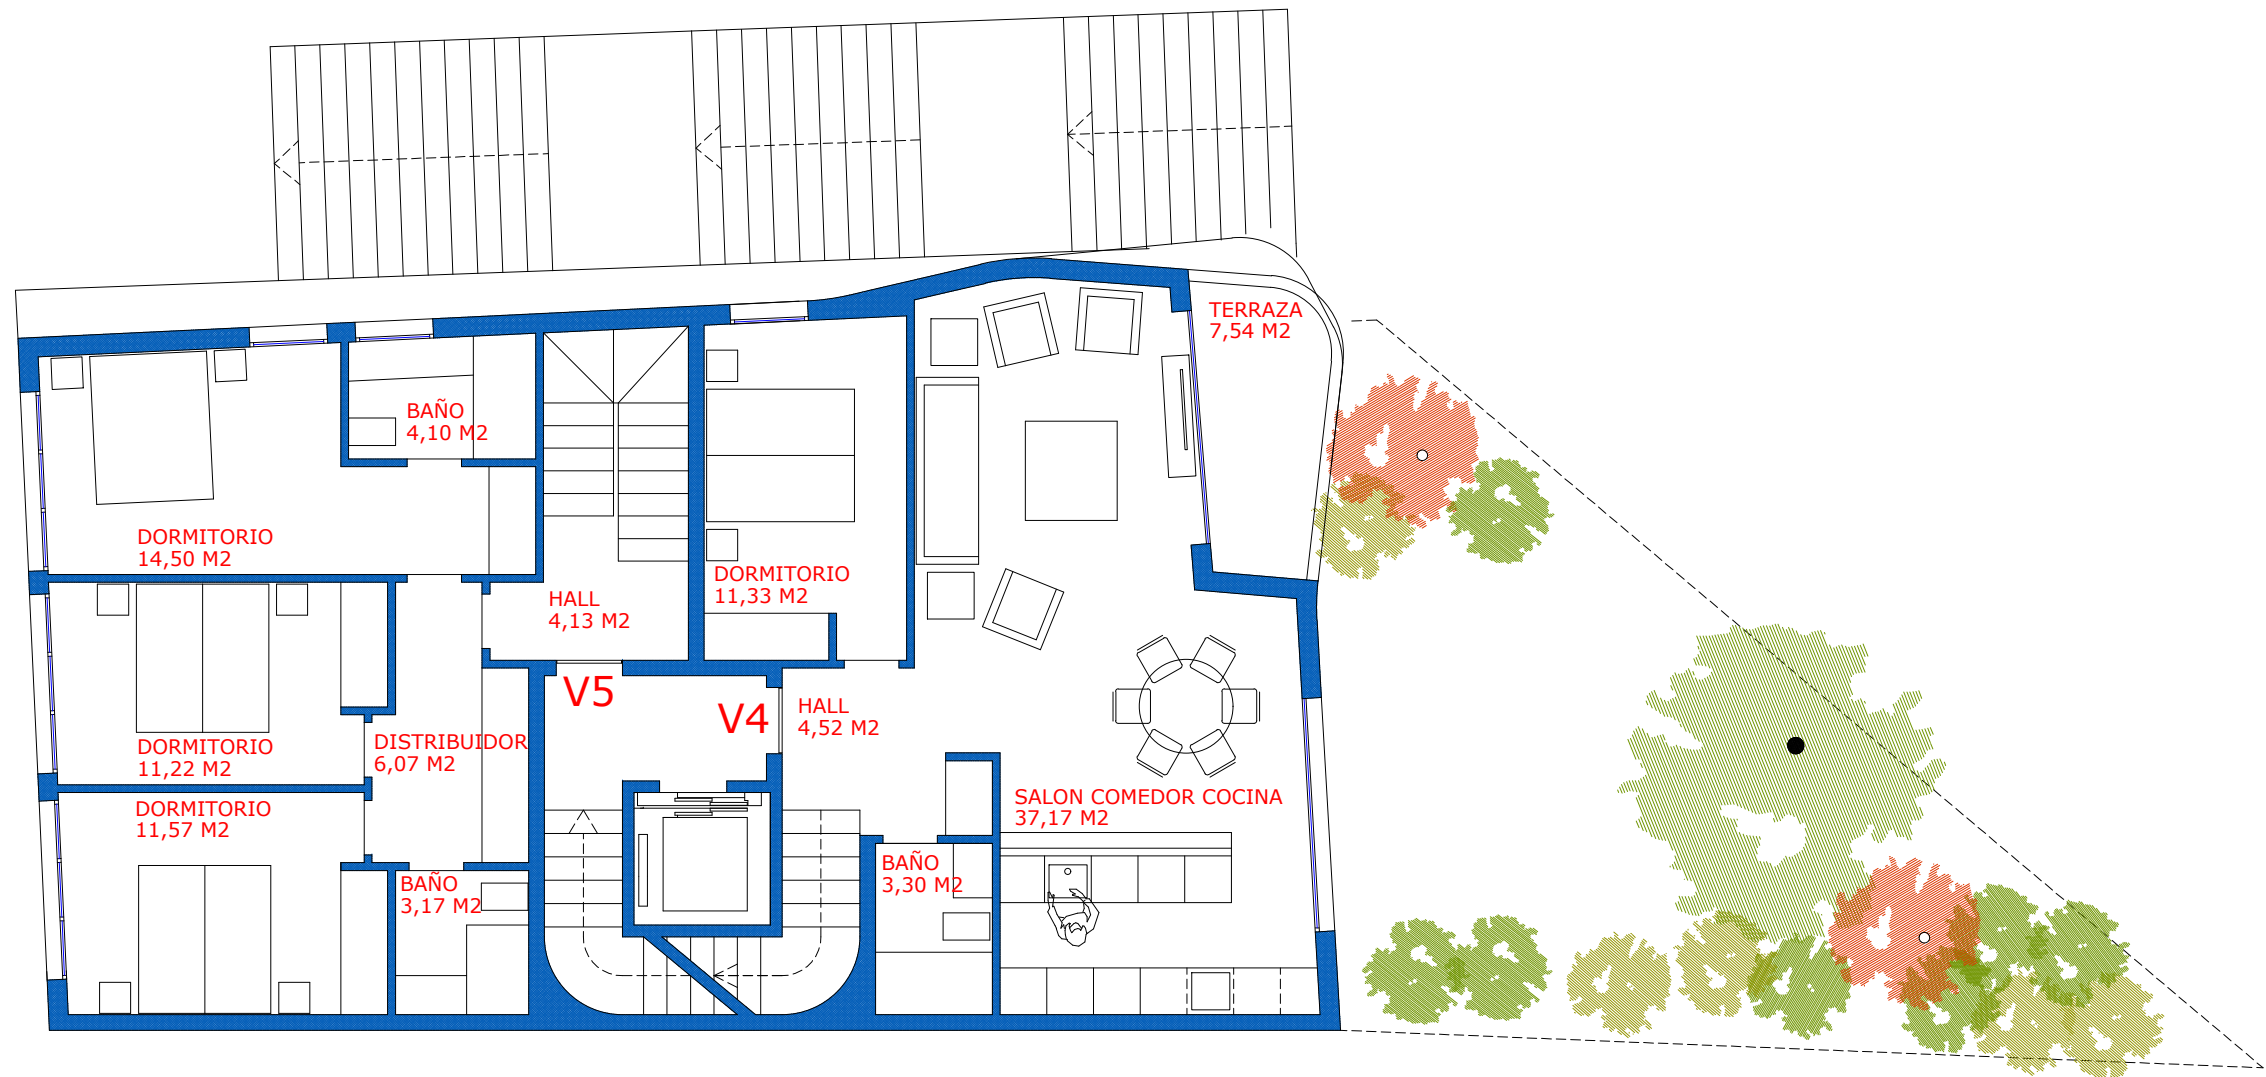 TERRAZA
7,54 M2
BAÑO
4,10 M2
DORMITORIO
14,50 M2
HALL
4,13 M2
DORMITORIO
11,33 M2
V5
V4
HALL
4,52 M2
DORMITORIO
11,22 M2
DISTRIBUIDOR
6,07 M2
DORMITORIO
11,57 M2
SALON COMEDOR COCINA
37,17 M2
BAÑO
3,17 M2
BAÑO
3,30 M2